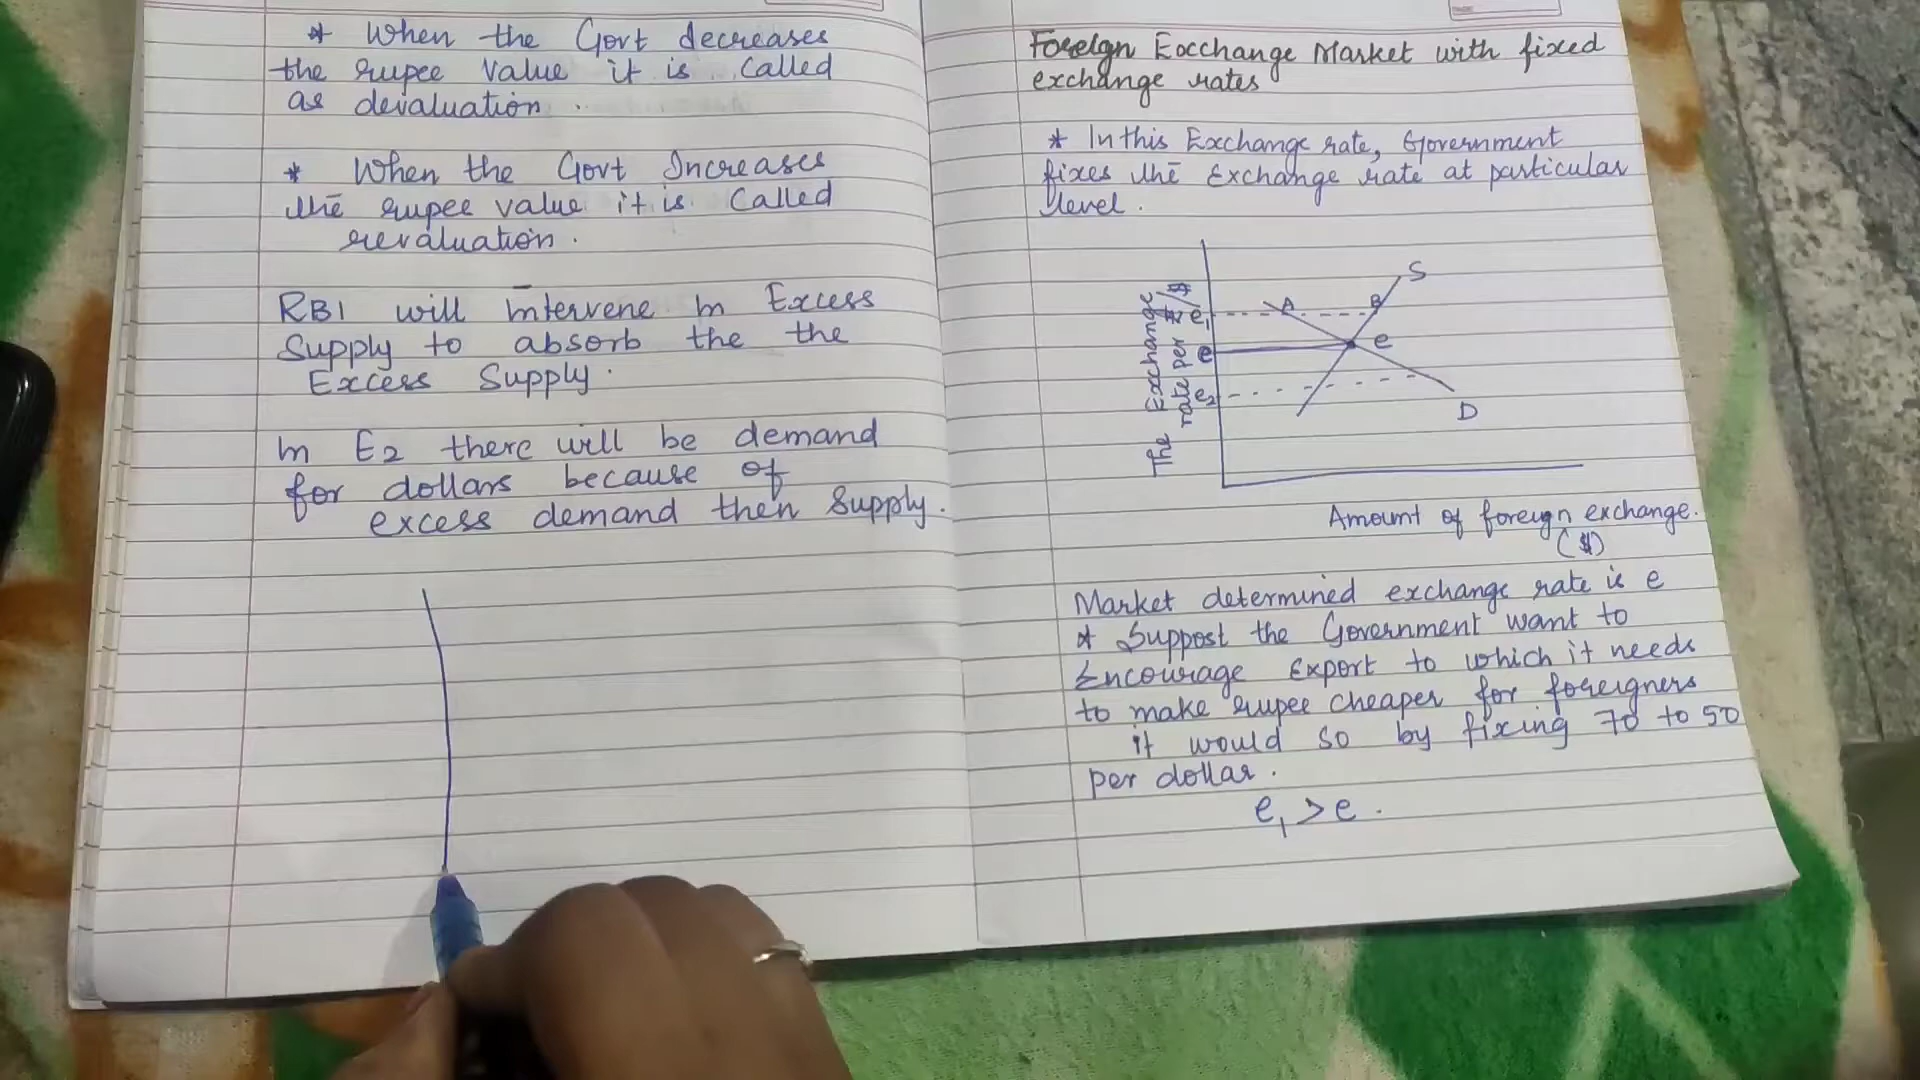 * When the Govt decreases
the rupee value it is called
as devaluation .
* When the Govt Increases
the rupee value it is called
revaluation .
RBI will intervene in Excess
Supply to absorb the the
Excess Supply .
In E2 there will be demand
for dollars because of
excess demand then Supply .
Foreign Excchange Market with fixed
exchange rates
* In this Exchange rate, Government
fixes the Exchange rate at particular
level .
The Exchange
rate per
S
A
B
e1
e
e
e2
D
Amount of foreign exchange.
($)
Market determined exchange rate is e
* Suppost the Government want to
Encourage Export to which it needs
to make rupee cheaper for foreigners
it would so by fixing 70 to 50
per dollar .
e1 > e .